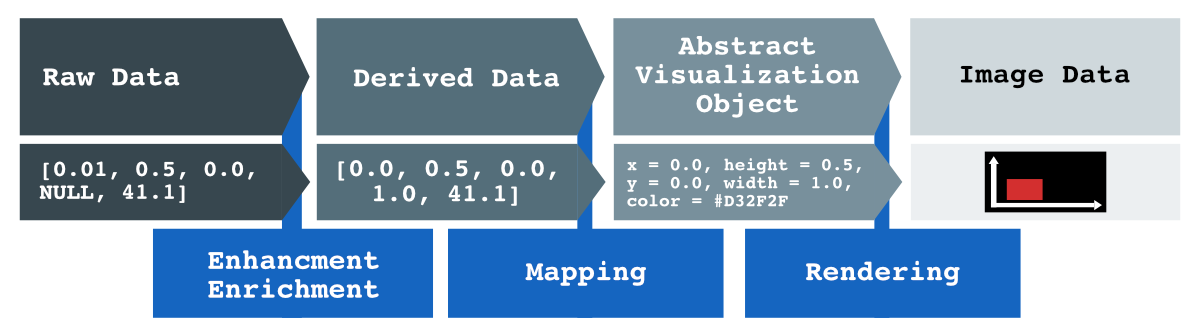 Raw Data
Derived Data
Abstract
Visualization
Object
Image Data
[0.01, 0.5, 0.0,
NULL, 41.1]
[0.0, 0.5, 0.0,
1.0, 41.1]
x = 0.0, height = 0.5,
y = 0.0, width = 1.0,
color = #D32F2F
Enhancment
Enrichment
Mapping
Rendering